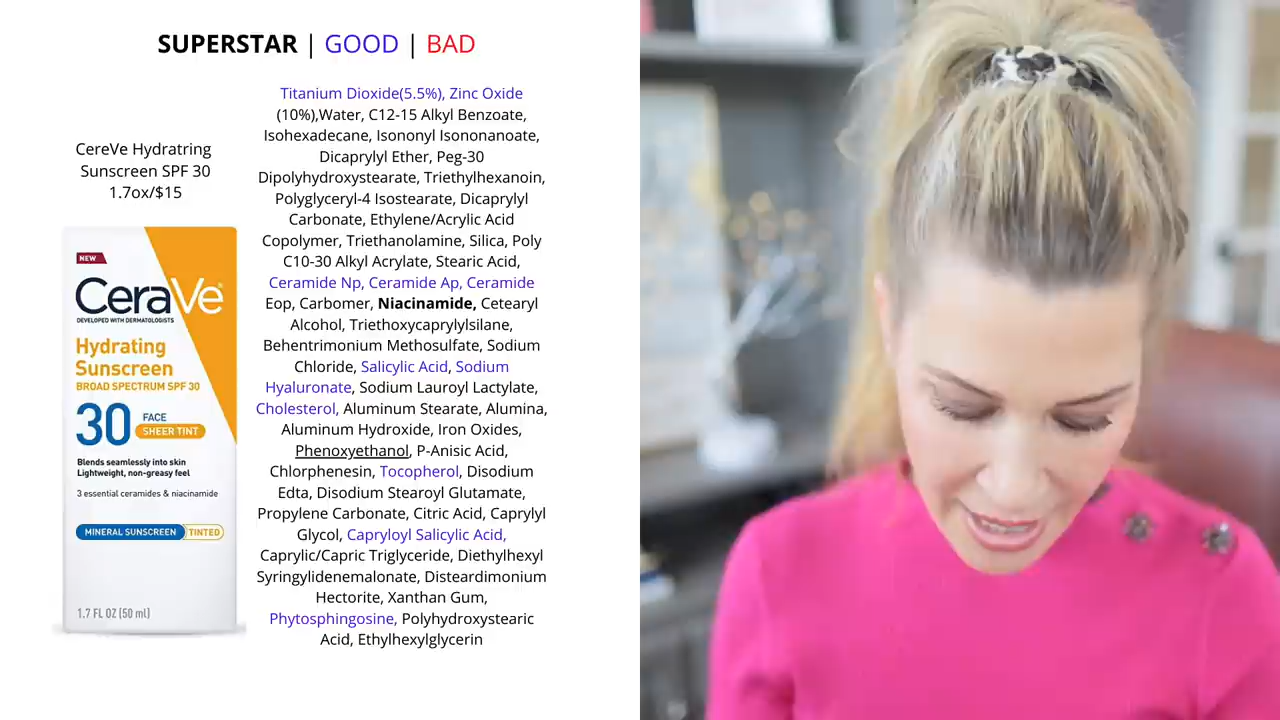 SUPERSTAR | GOOD | BAD
CereVe Hydratring
Sunscreen SPF 30
1.7ox/$15
NEW
CeraVe
DEVELOPED WITH DERMATOLOGISTS
Hydrating
Sunscreen
BROAD SPECTRUM SPF 30
30
FACE
SHEER TINT
Blends seamlessly into skin
Lightweight, non-greasy feel
3 essential ceramides & niacinamide
MINERAL SUNSCREEN TINTED
1.7 FL OZ (50 ml)
Titanium Dioxide(5.5%), Zinc Oxide
(10%),Water, C12-15 Alkyl Benzoate,
Isohexadecane, Isononyl Isononanoate,
Dicaprylyl Ether, Peg-30
Dipolyhydroxystearate, Triethylhexanoin,
Polyglyceryl-4 Isostearate, Dicaprylyl
Carbonate, Ethylene/Acrylic Acid
Copolymer, Triethanolamine, Silica, Poly
C10-30 Alkyl Acrylate, Stearic Acid,
Ceramide Np, Ceramide Ap, Ceramide
Eop, Carbomer, Niacinamide, Cetearyl
Alcohol, Triethoxycaprylylsilane,
Behentrimonium Methosulfate, Sodium
Chloride, Salicylic Acid, Sodium
Hyaluronate, Sodium Lauroyl Lactylate,
Cholesterol, Aluminum Stearate, Alumina,
Aluminum Hydroxide, Iron Oxides,
Phenoxyethanol, P-Anisic Acid,
Chlorphenesin, Tocopherol, Disodium
Edta, Disodium Stearoyl Glutamate,
Propylene Carbonate, Citric Acid, Caprylyl
Glycol, Capryloyl Salicylic Acid,
Caprylic/Capric Triglyceride, Diethylhexyl
Syringylidenemalonate, Disteardimonium
Hectorite, Xanthan Gum,
Phytosphingosine, Polyhydroxystearic
Acid, Ethylhexylglycerin